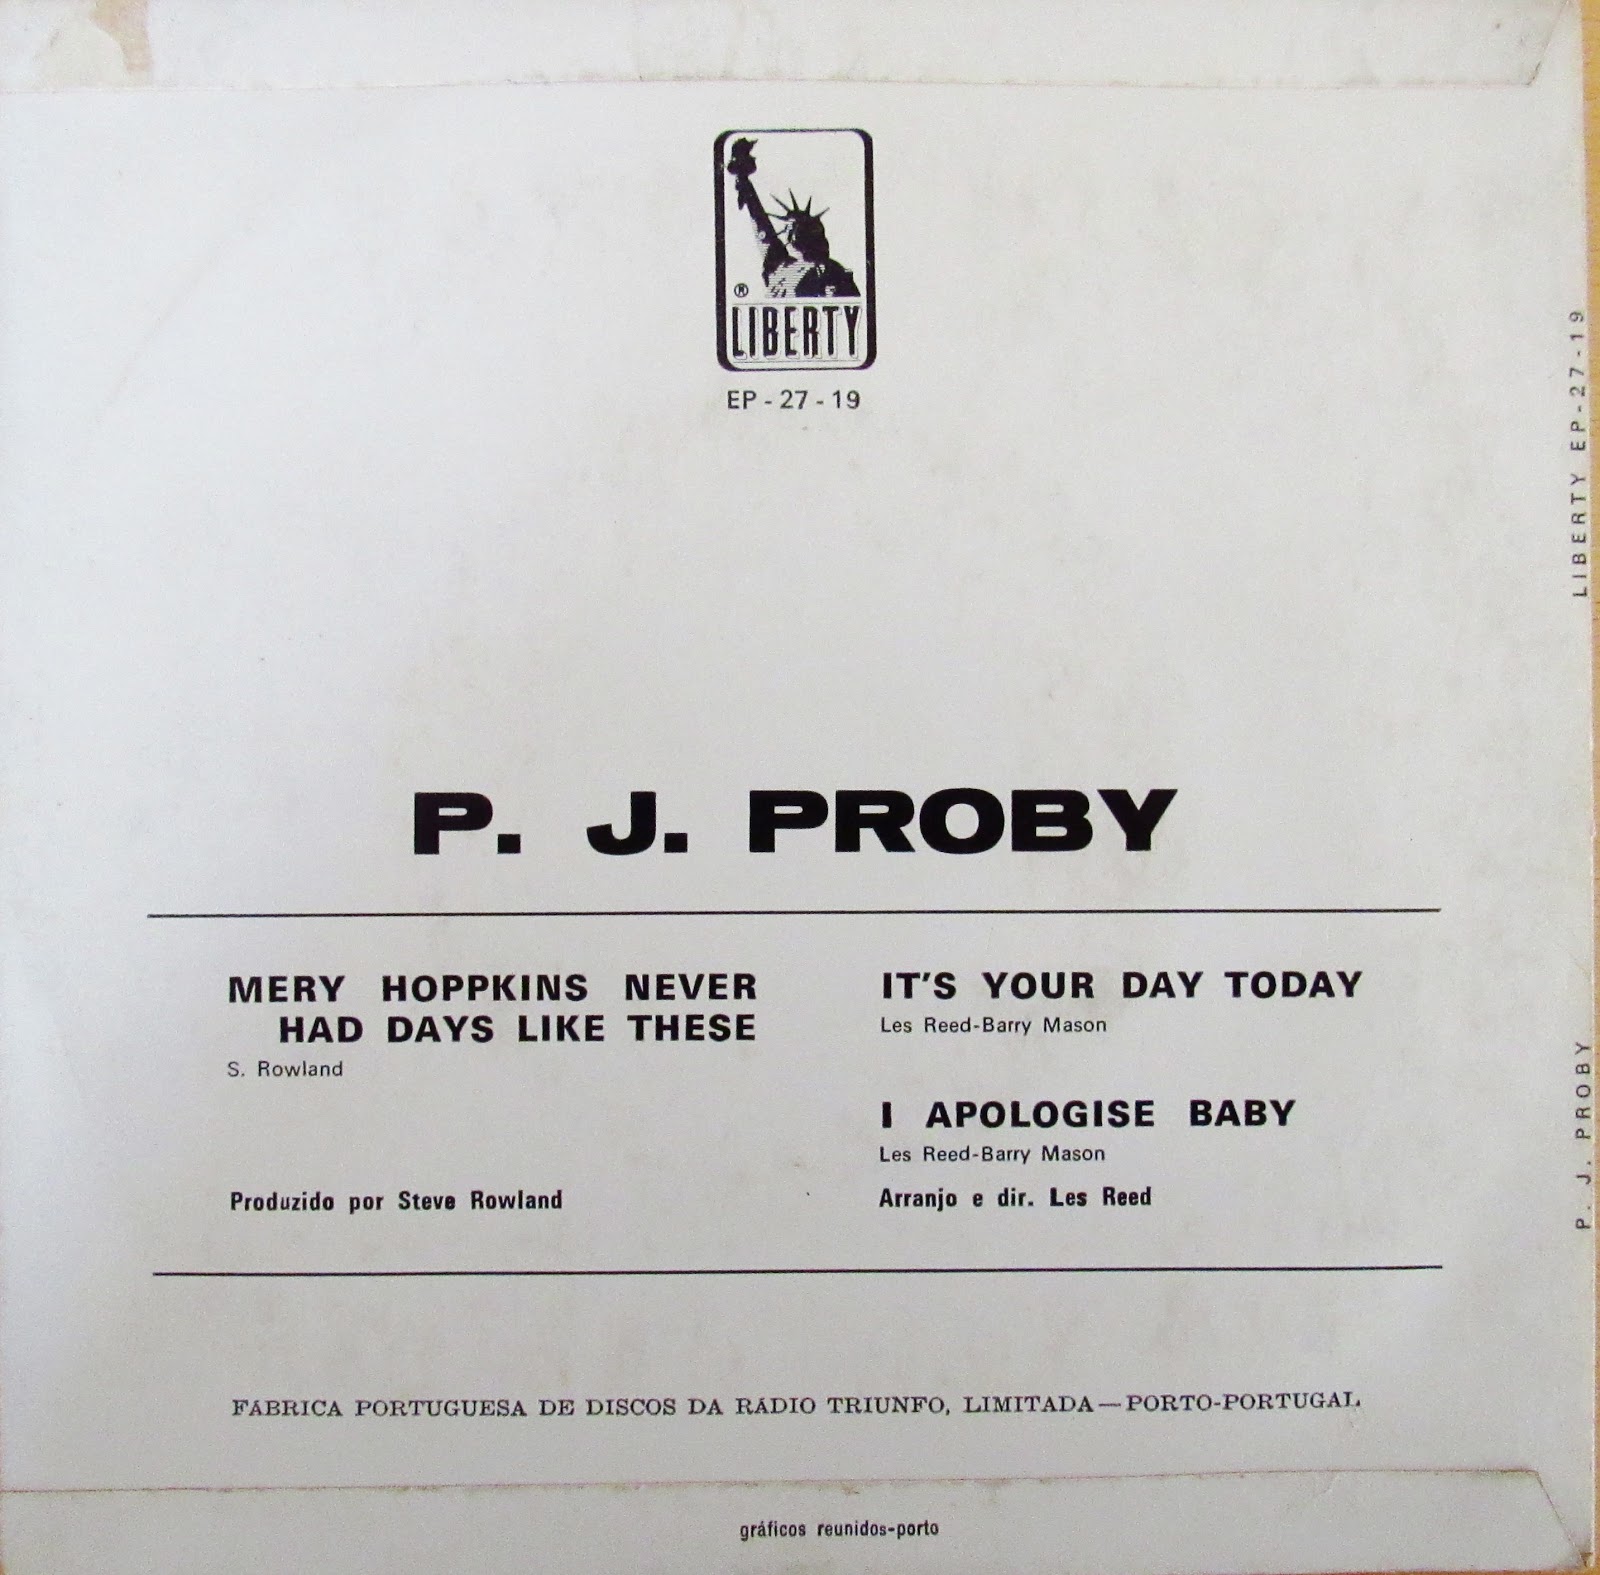 ®
LIBERTY
EP - 27 - 19
P. J. PROBY
MERY HOPPKINS NEVER
HAD DAYS LIKE THESE
S. Rowland
Produzido por Steve Rowland
IT'S YOUR DAY TODAY
Les Reed-Barry Mason
I APOLOGISE BABY
Les Reed-Barry Mason
Arranjo e dir. Les Reed
FÁBRICA PORTUGUESA DE DISCOS DA RÁDIO TRIUNFO, LIMITADA — PORTO-PORTUGAL
gráficos reunidos-porto
LIBERTY EP-27-19
P. J. PROBY